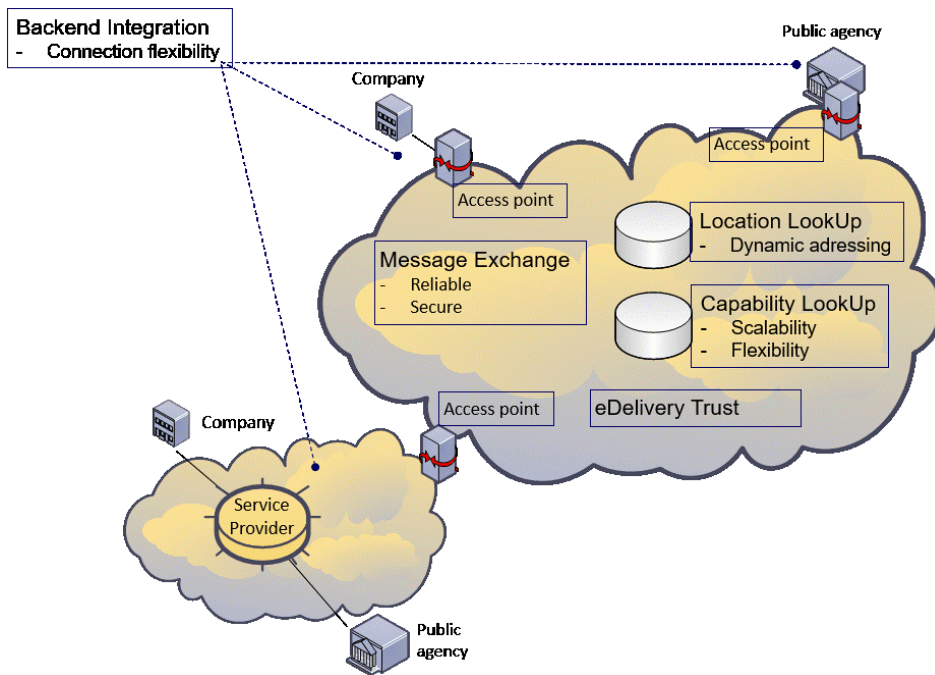 Backend Integration
- Connection flexibility
Public agency
Company
Access point
Access point
Location LookUp
- Dynamic adressing
Message Exchange
- Reliable
- Secure
Capability LookUp
- Scalability
- Flexibility
Access point
eDelivery Trust
Company
Service
Provider
Public
agency